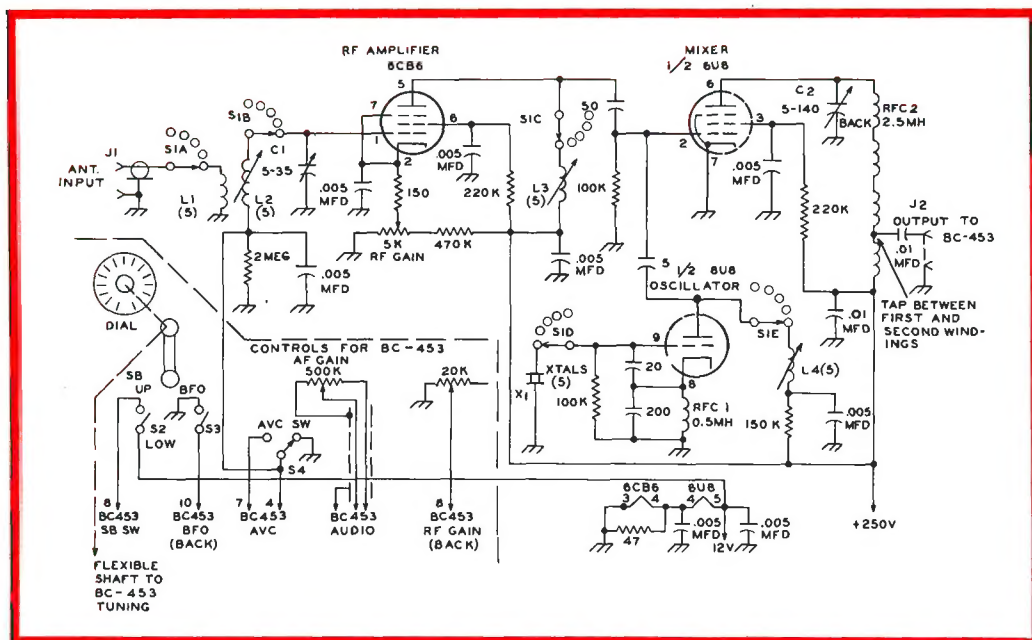 RF AMPLIFIER
6CB6
MIXER
1/2 6U8
5
6
7
1
2
6
S1A
S1B
C1
5-35
J1
ANT.
INPUT
L1
(5)
L2
(5)
.005
MFD
150
5K
RF GAIN
470K
220K
.005
MFD
2MEG
.005
MFD
S1C
50
L3
(5)
100K
.005
MFD
2
3
7
C2
5-140
BACK
RFC2
2.5MH
.005
MFD
220K
J2
OUTPUT TO
BC-453
.01
MFD
.01
MFD
TAP BETWEEN
FIRST AND
SECOND WIND-
INGS
5
1/2 6U8
OSCILLATOR
S1D
S1E
9
8
X1
XTALS
(5)
100K
20
200
RFC 1
0.5MH
L4(5)
150K
.005
MFD
DIAL
SB
UP
BFO
S2
LOW
S3
CONTROLS FOR BC-453
AF GAIN
500K
20K
AVC
SW
S4
8
BC453
SB SW
10
BC453
BFO
(BACK)
7
4
BC453
AVC
BC453
AUDIO
8
BC453
RF GAIN
(BACK)
6CB6
6U8
3
4
4
5
47
.005
MFD
12V
.005
MFD
+250V
FLEXIBLE
SHAFT TO
BC-453
TUNING